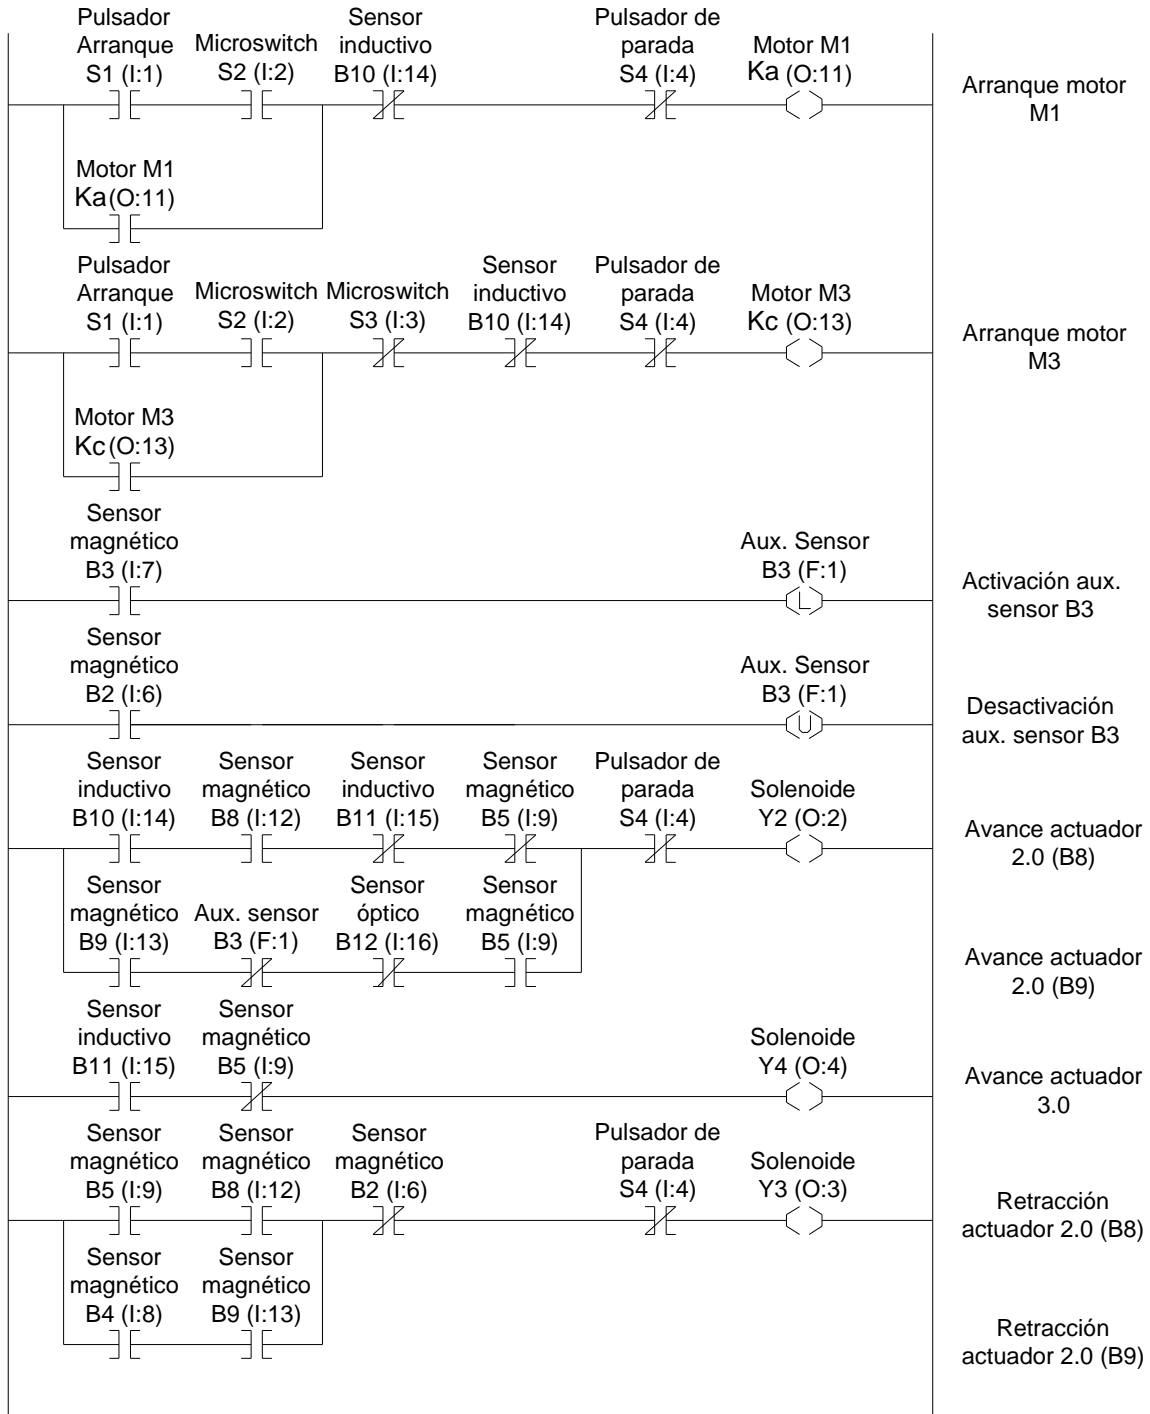 Pulsador
Arranque
S1 (I:1)
Microswitch
S2 (I:2)
Sensor
inductivo
B10 (I:14)
Pulsador de
parada
S4 (I:4)
Motor M1
Ka (O:11)
Arranque motor
M1
Motor M1
Ka(O:11)
Pulsador
Arranque
S1 (I:1)
Microswitch
S2 (I:2)
Microswitch
S3 (I:3)
Sensor
inductivo
B10 (I:14)
Pulsador de
parada
S4 (I:4)
Motor M3
Kc (O:13)
Arranque motor
M3
Motor M3
Kc(O:13)
Sensor
magnético
B3 (I:7)
Aux. Sensor
B3 (F:1)
L
Activación aux.
sensor B3
Sensor
magnético
B2 (I:6)
Aux. Sensor
B3 (F:1)
U
Desactivación
aux. sensor B3
Sensor
inductivo
B10 (I:14)
Sensor
magnético
B8 (I:12)
Sensor
inductivo
B11 (I:15)
Sensor
magnético
B5 (I:9)
Pulsador de
parada
S4 (I:4)
Solenoide
Y2 (O:2)
Avance actuador
2.0 (B8)
Sensor
magnético
B9 (I:13)
Aux. sensor
B3 (F:1)
Sensor
óptico
B12 (I:16)
Sensor
magnético
B5 (I:9)
Avance actuador
2.0 (B9)
Sensor
inductivo
B11 (I:15)
Sensor
magnético
B5 (I:9)
Solenoide
Y4 (O:4)
Avance actuador
3.0
Sensor
magnético
B5 (I:9)
Sensor
magnético
B8 (I:12)
Sensor
magnético
B2 (I:6)
Pulsador de
parada
S4 (I:4)
Solenoide
Y3 (O:3)
Retracción
actuador 2.0 (B8)
Sensor
magnético
B4 (I:8)
Sensor
magnético
B9 (I:13)
Retracción
actuador 2.0 (B9)